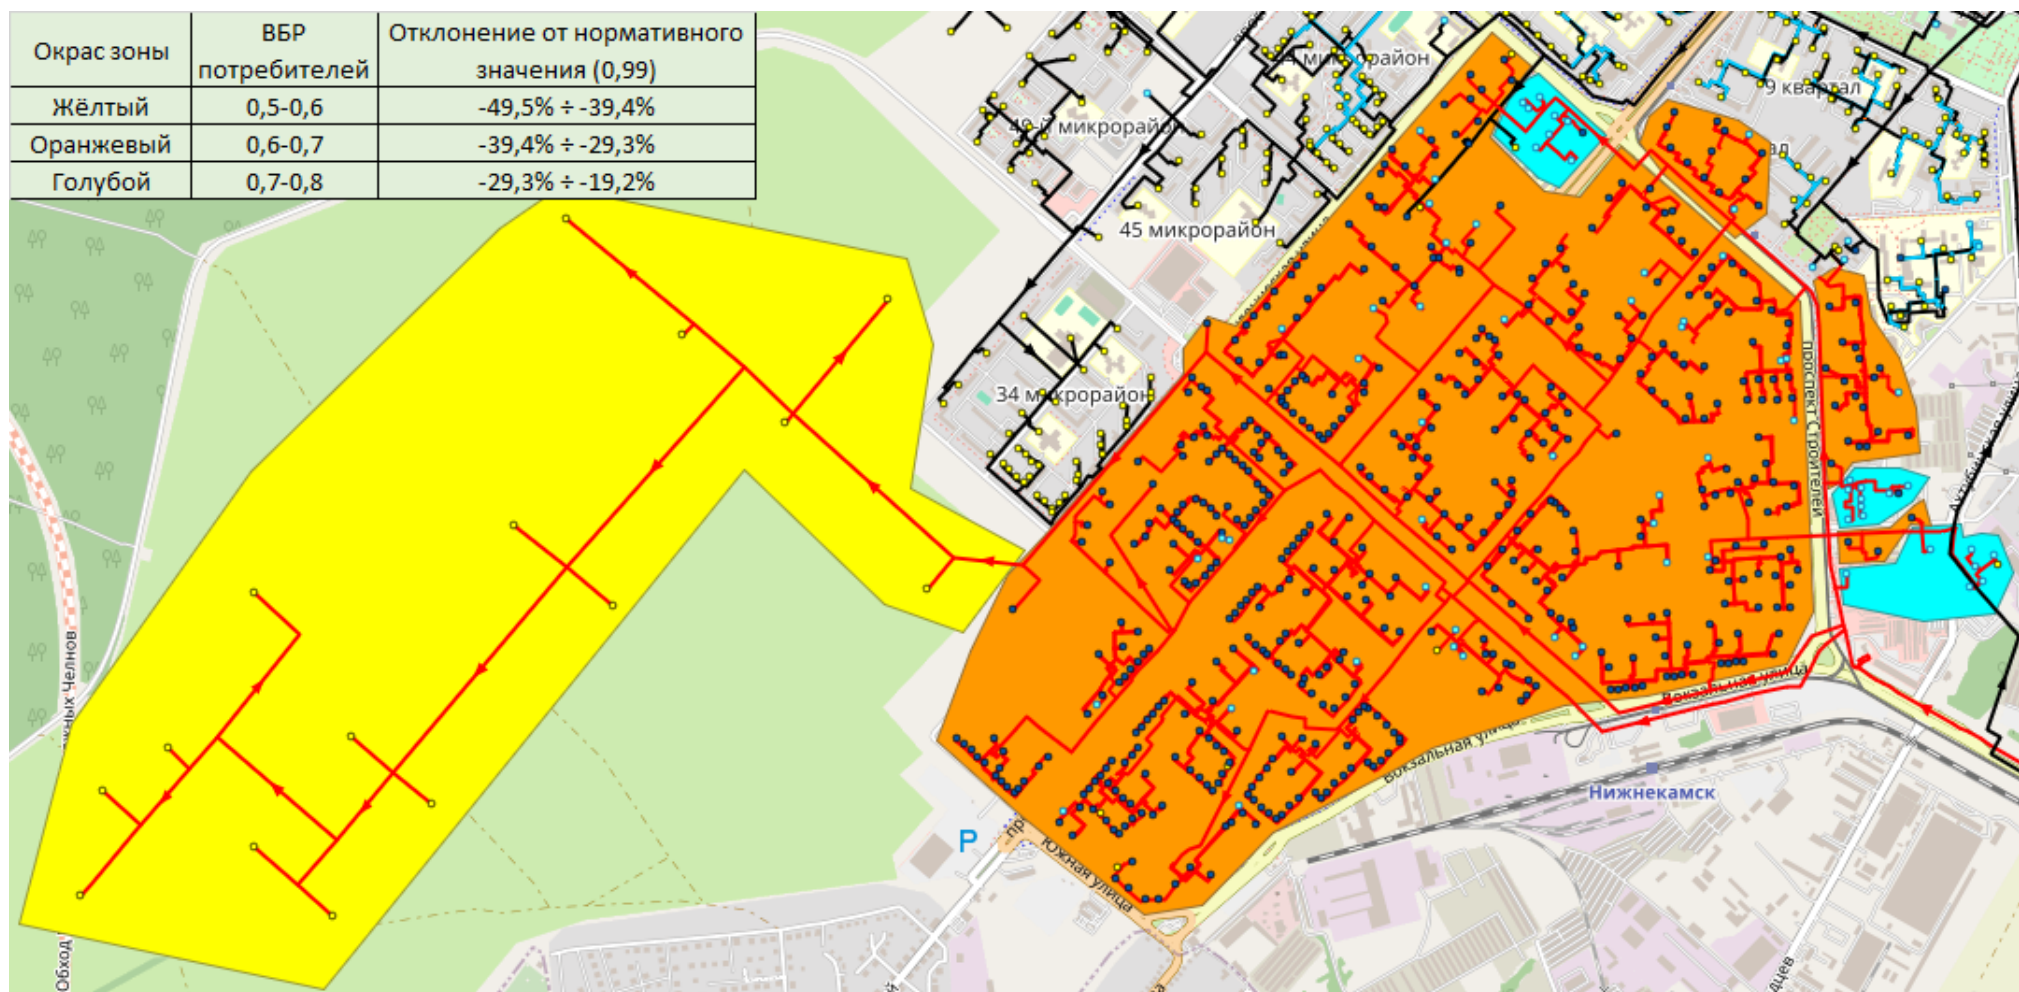 Окрас зоны
ВБР
потребителей
Отклонение от нормативного
значения (0,99)
Жёлтый
0,5-0,6
-49,5% ÷ -39,4%
Оранжевый
0,6-0,7
-39,4% ÷ -29,3%
Голубой
0,7-0,8
-29,3% ÷ -19,2%
микрорайон
9 квартал
45 микрорайон
34 микрорайон
проспект Строителей
Вокзальная улица
Вокзальная улица
Нижнекамск
P
Южная улица
Обход